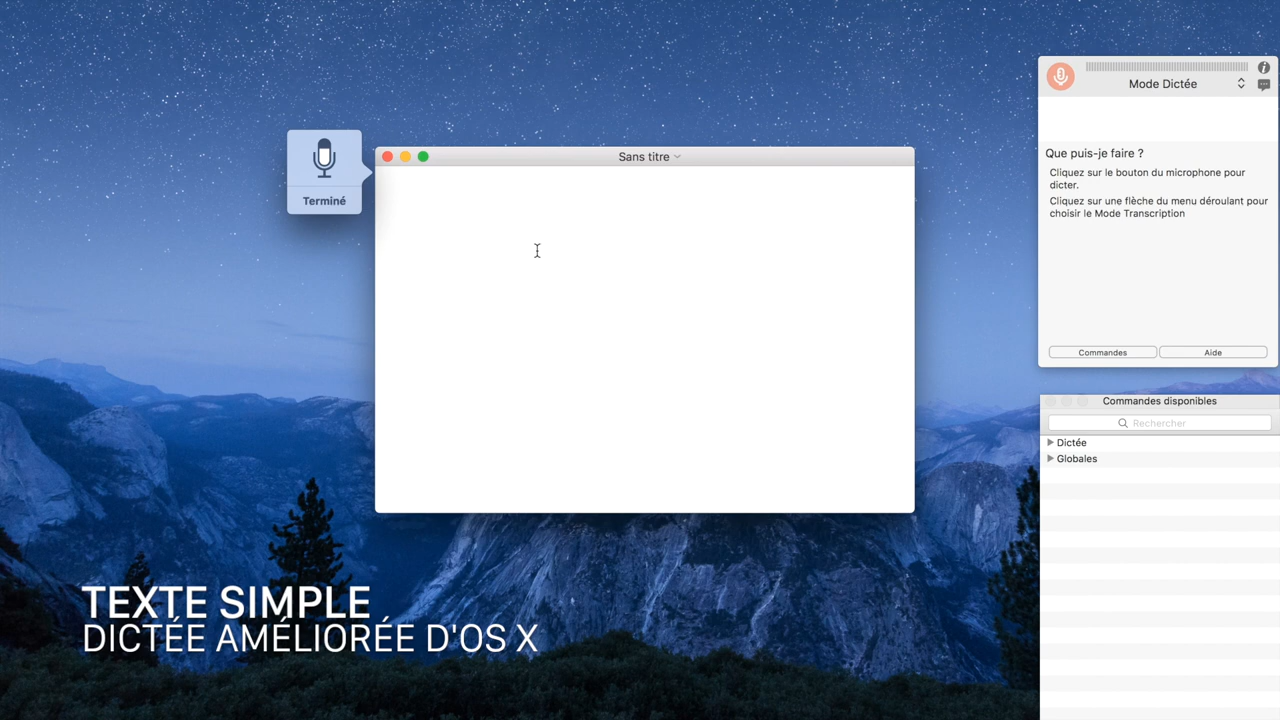 Mode Dictée
Que puis-je faire ?
Cliquez sur le bouton du microphone pour
dicter.
Cliquez sur une flèche du menu déroulant pour
choisir le Mode Transcription
Commandes
Aide
Sans titre
Terminé
Commandes disponibles
Rechercher
Dictée
Globales
TEXTE SIMPLE
DICTÉE AMÉLIORÉE D'OS X